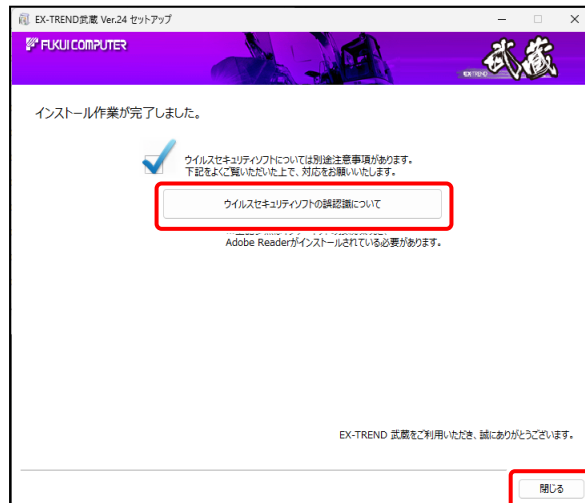 EX-TREND武蔵 Ver.24 セットアップ
FUKUI COMPUTER
EX-TREND 武蔵
インストール作業が完了しました。
ウイルスセキュリティソフトについては別途注意事項があります。
下記をよくご覧いただいた上で、対応をお願いいたします。
ウイルスセキュリティソフトの誤認識について
Adobe Readerがインストールされている必要があります。
EX-TREND 武蔵をご利用いただき、誠にありがとうございます。
閉じる